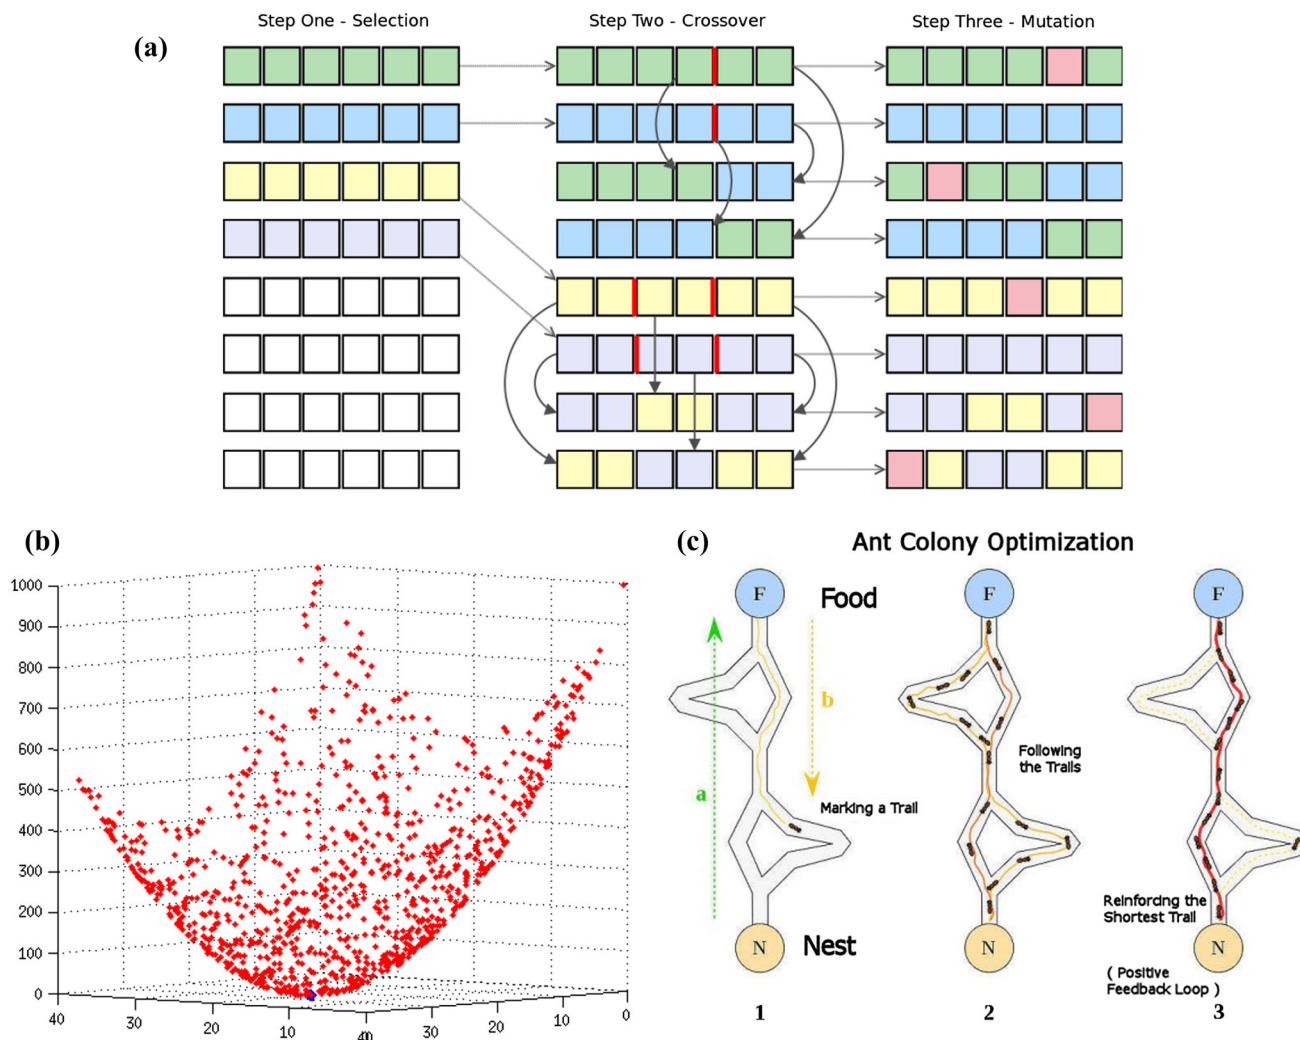 Step One - Selection
Step Two - Crossover
Step Three - Mutation
(a)
(b)
1000
900
800
700
600
500
400
300
200
100
0
40
30
20
10
0
40
30
20
10
0
(c)
Ant Colony Optimization
F
Food
F
F
a
b
Following
the Trails
Marking a Trail
Reinforcing the
Shortest Trail
N
Nest
N
N
( Positive
Feedback Loop )
1
2
3